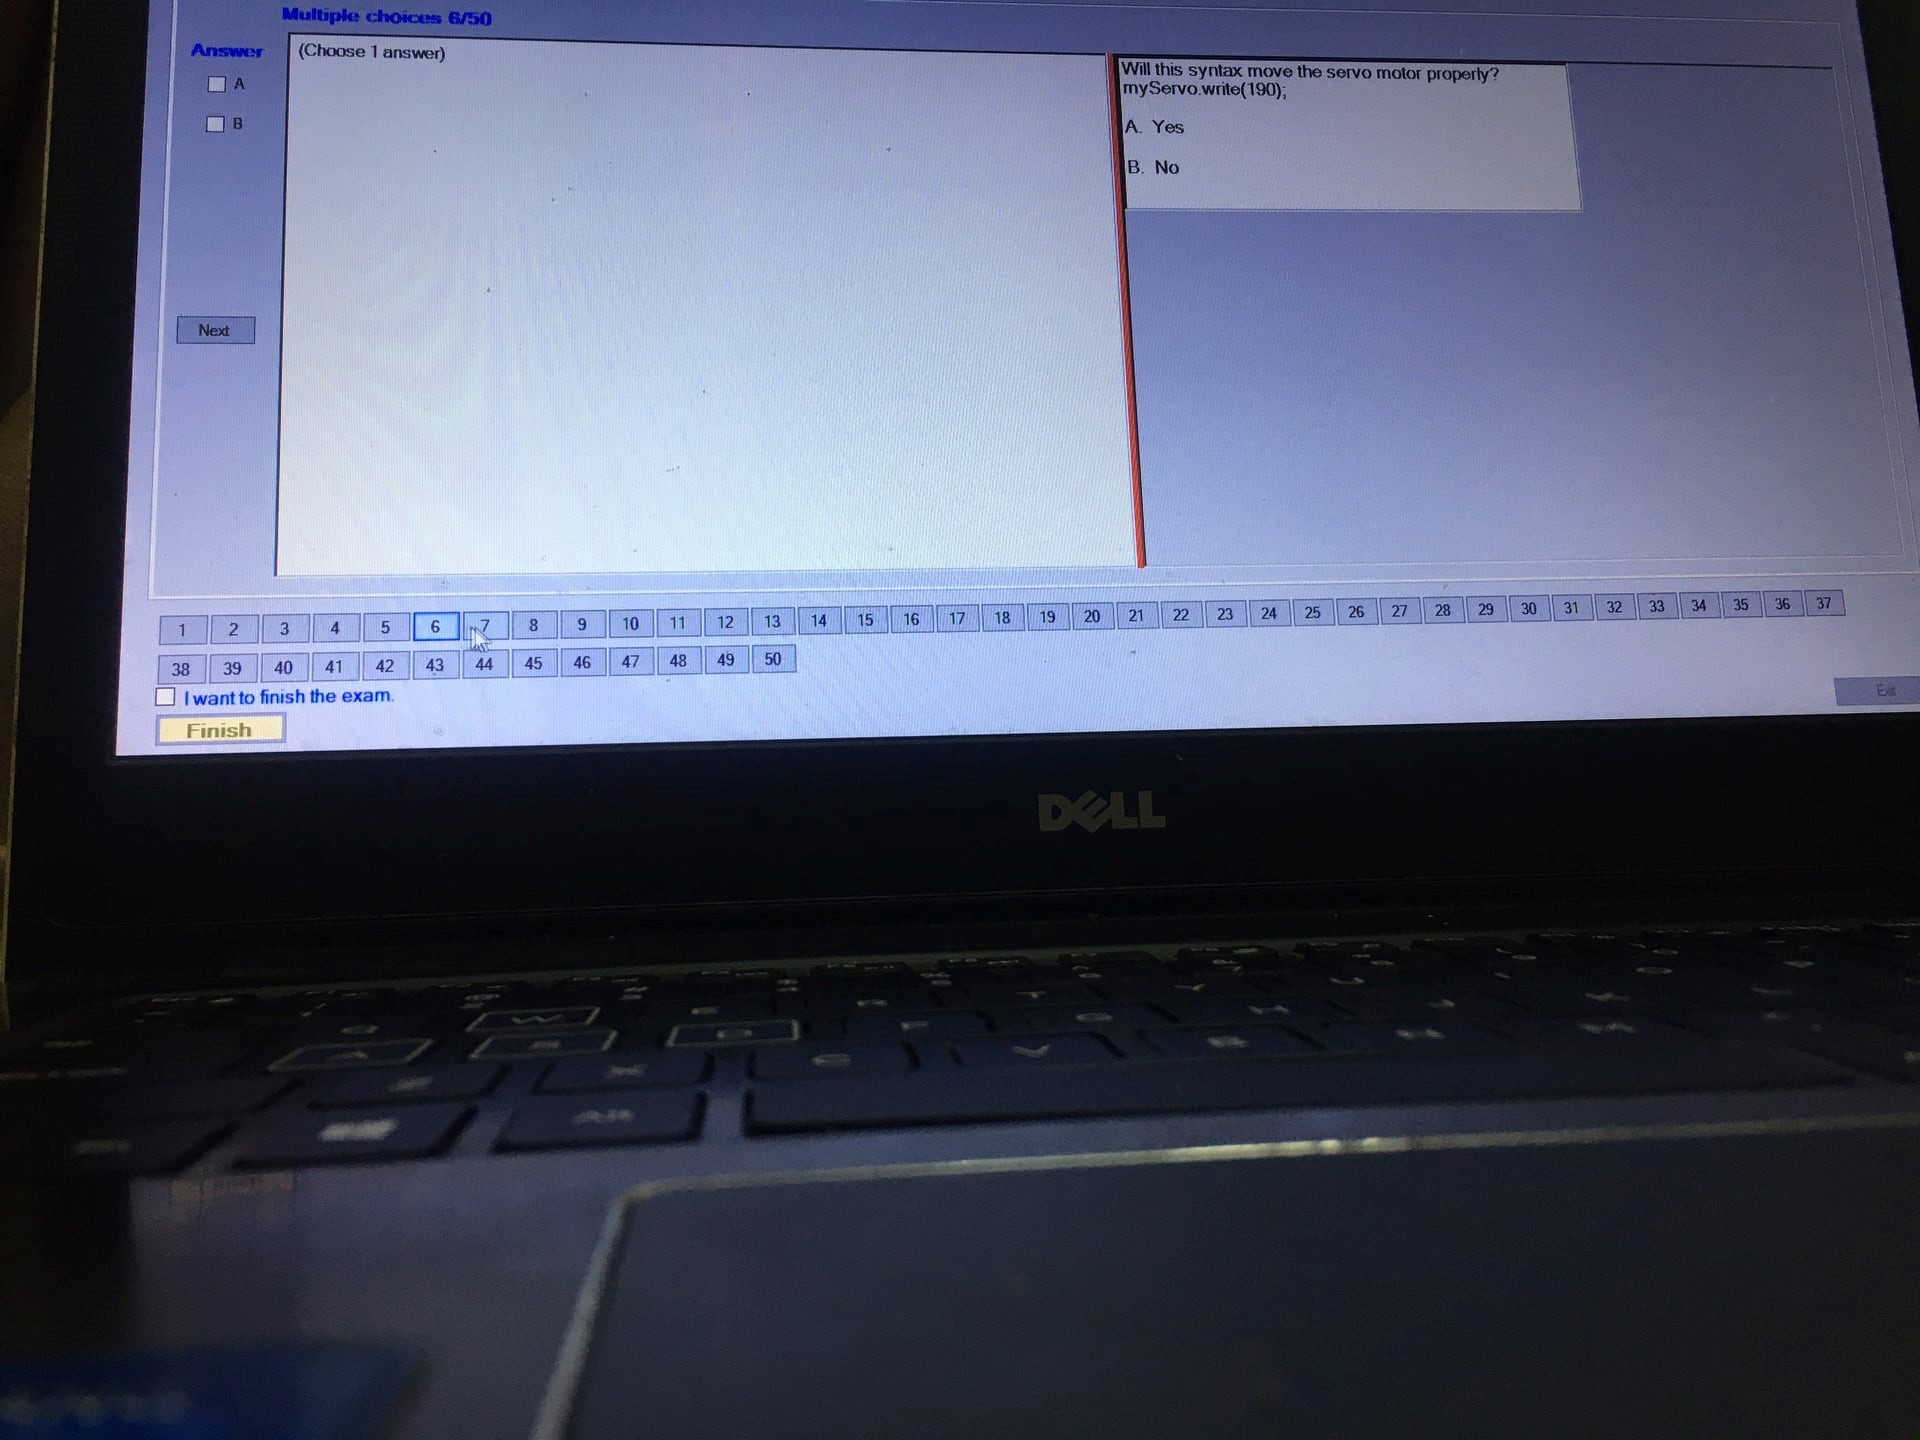 Multiple choices 6/50
Answer
A
B
Next
(Choose 1 answer)
Will this syntax move the servo motor properly?
myServo.write(190);
A. Yes
B. No
1 2 3 4 5 6 7 8 9 10 11 12 13 14 15 16 17 18 19 20 21 22 23 24 25 26 27 28 29 30 31 32 33 34 35 36 37
38 39 40 41 42 43 44 45 46 47 48 49 50
I want to finish the exam.
Finish
Exit
DELL
W
A S D
C V B
Alt